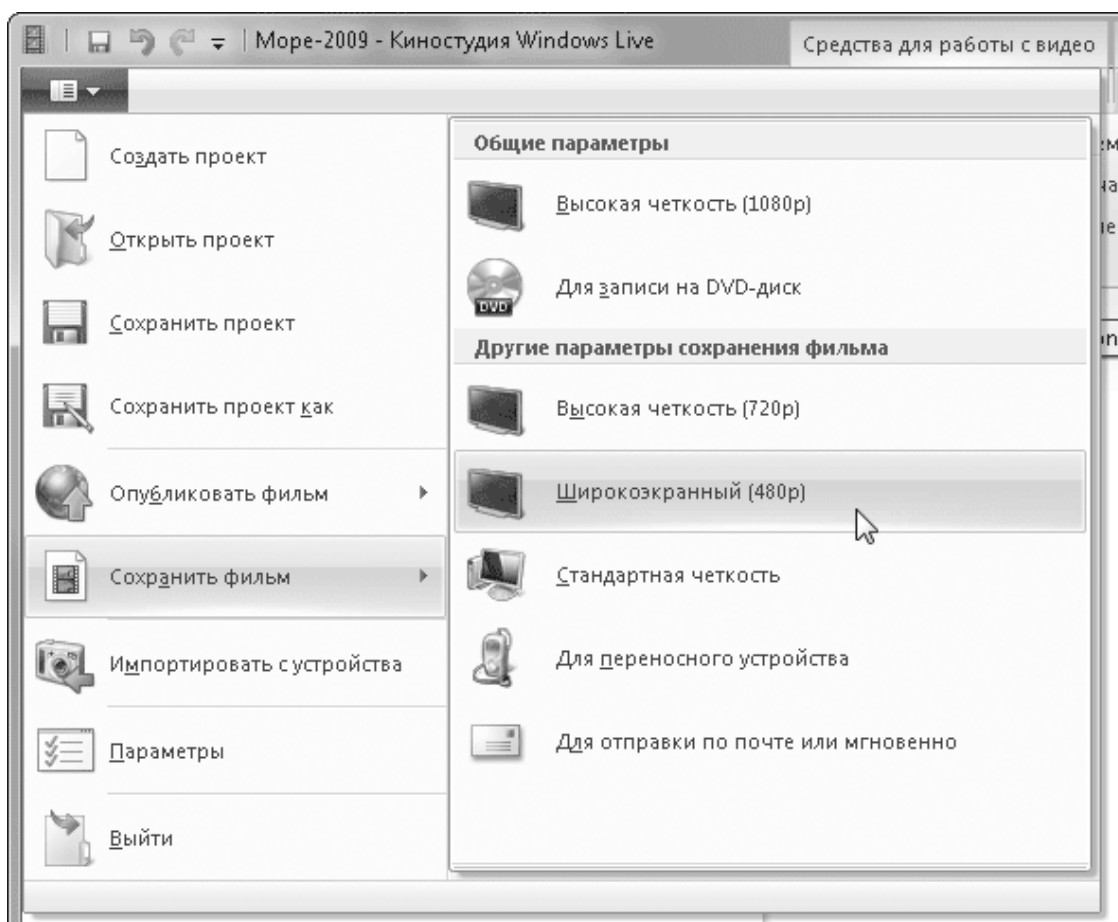 Море-2009 - Киностудия Windows Live
Средства для работы с видео
Создать проект
Открыть проект
Сохранить проект
Сохранить проект как
Опубликовать фильм
Сохранить фильм
Импортировать с устройства
Параметры
Выйти
Общие параметры
Высокая четкость (1080p)
Для записи на DVD-диск
DVD
Другие параметры сохранения фильма
Высокая четкость (720p)
Широкоэкранный (480p)
Стандартная четкость
Для переносного устройства
Для отправки по почте или мгновенно